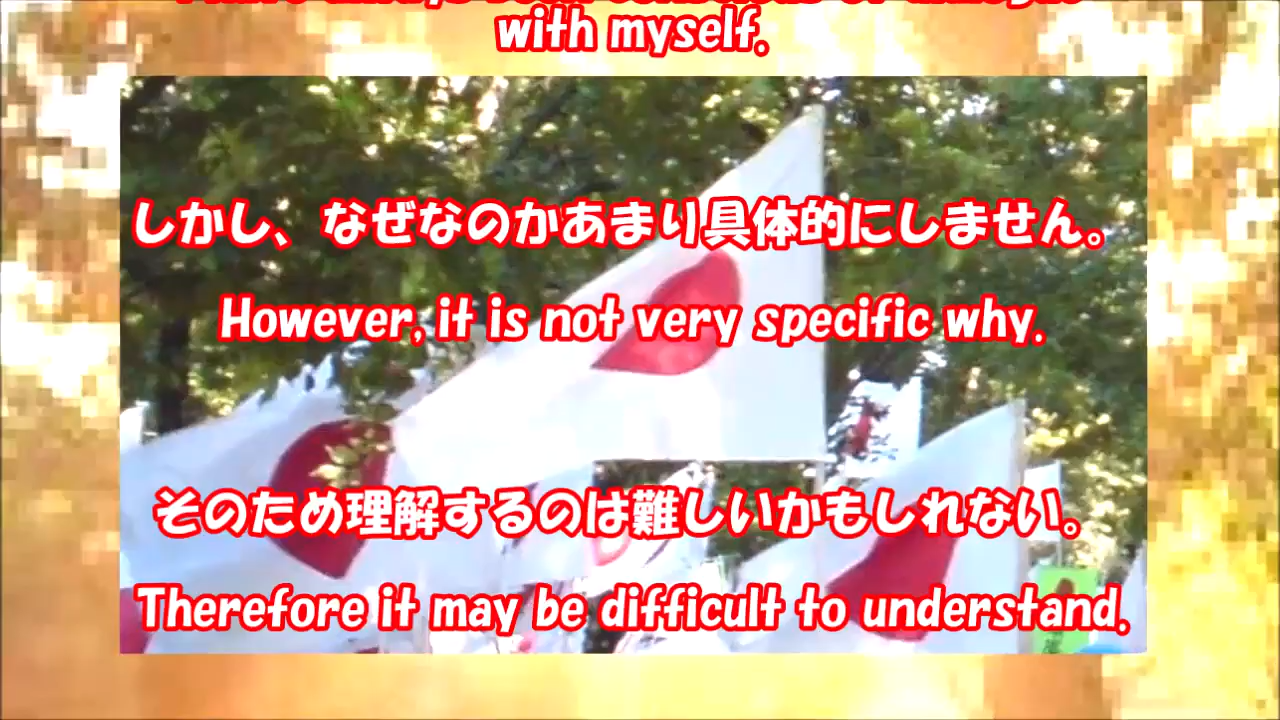 with myself.
しかし、なぜなのかあまり具体的にしません。
However, it is not very specific why.
そのため理解するのは難しいかもしれない。
Therefore it may be difficult to understand.